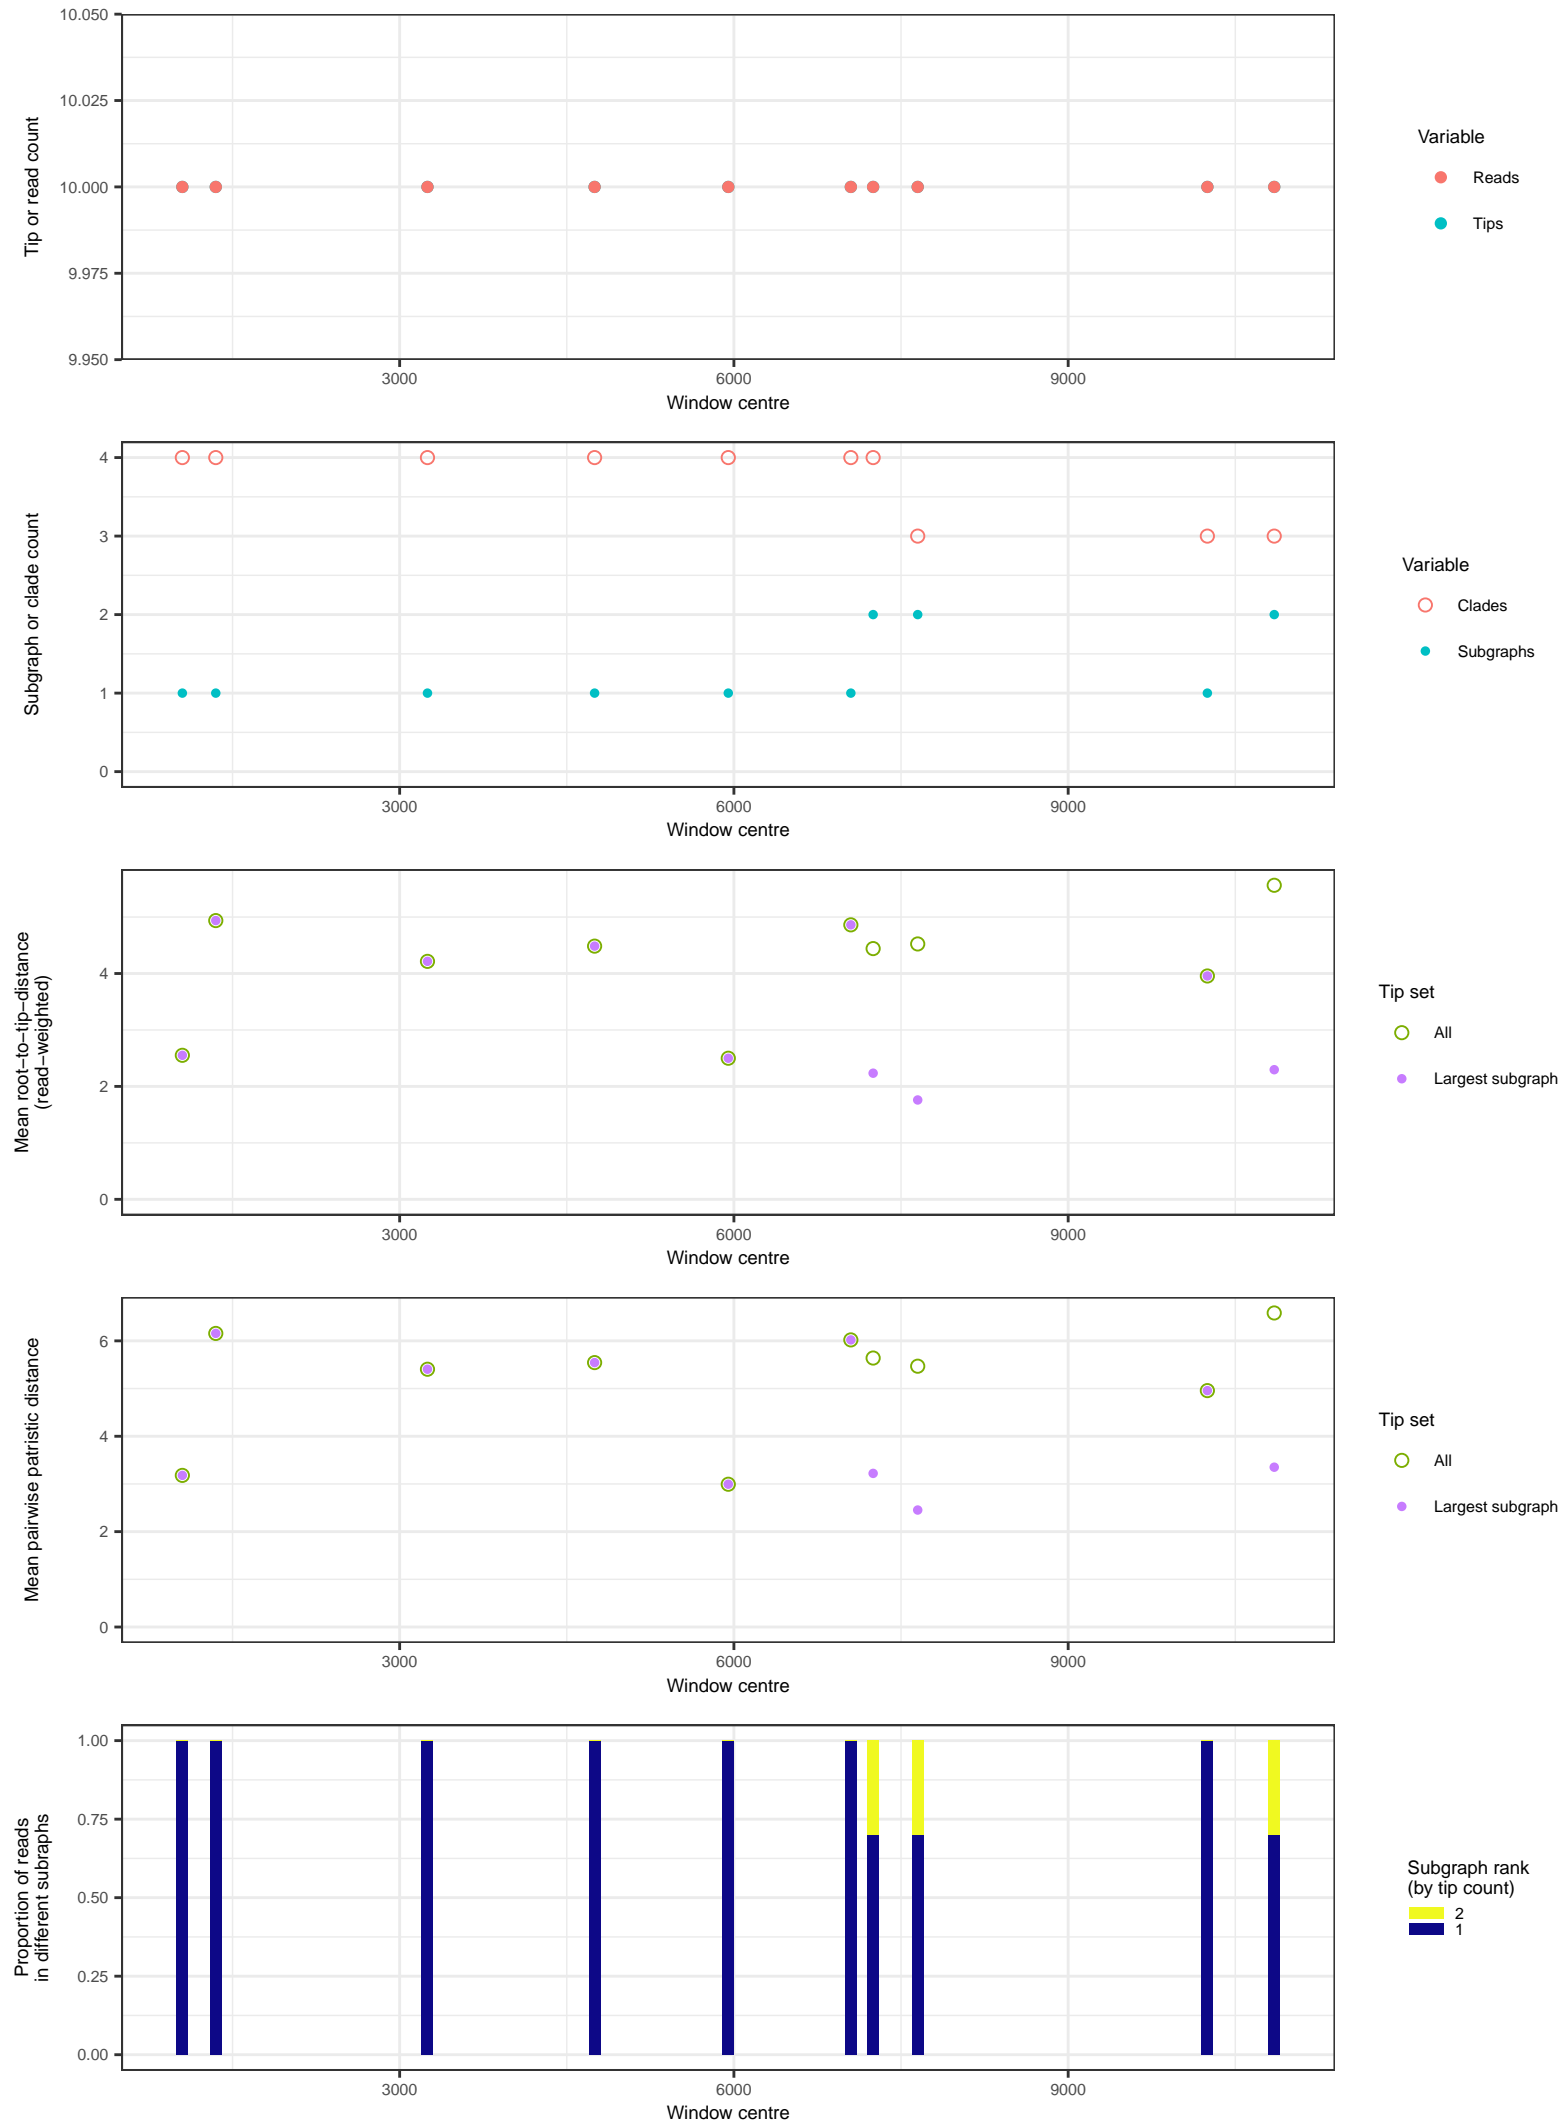 10.050
10.025
10.000
9.975
9.950
Tip or read count
3000 6000 9000
Window centre
Variable
Reads
Tips
4
3
2
1
0
Subgraph or clade count
3000 6000 9000
Window centre
Variable
Clades
Subgraphs
4
2
0
Mean root−to−tip−distance
(read−weighted)
3000 6000 9000
Window centre
Tip set
All
Largest subgraph
6
4
2
0
Mean pairwise patristic distance
3000 6000 9000
Window centre
Tip set
All
Largest subgraph
1.00
0.75
0.50
0.25
0.00
Proportion of reads
in different subraphs
3000 6000 9000
Window centre
Subgraph rank
(by tip count)
2
1